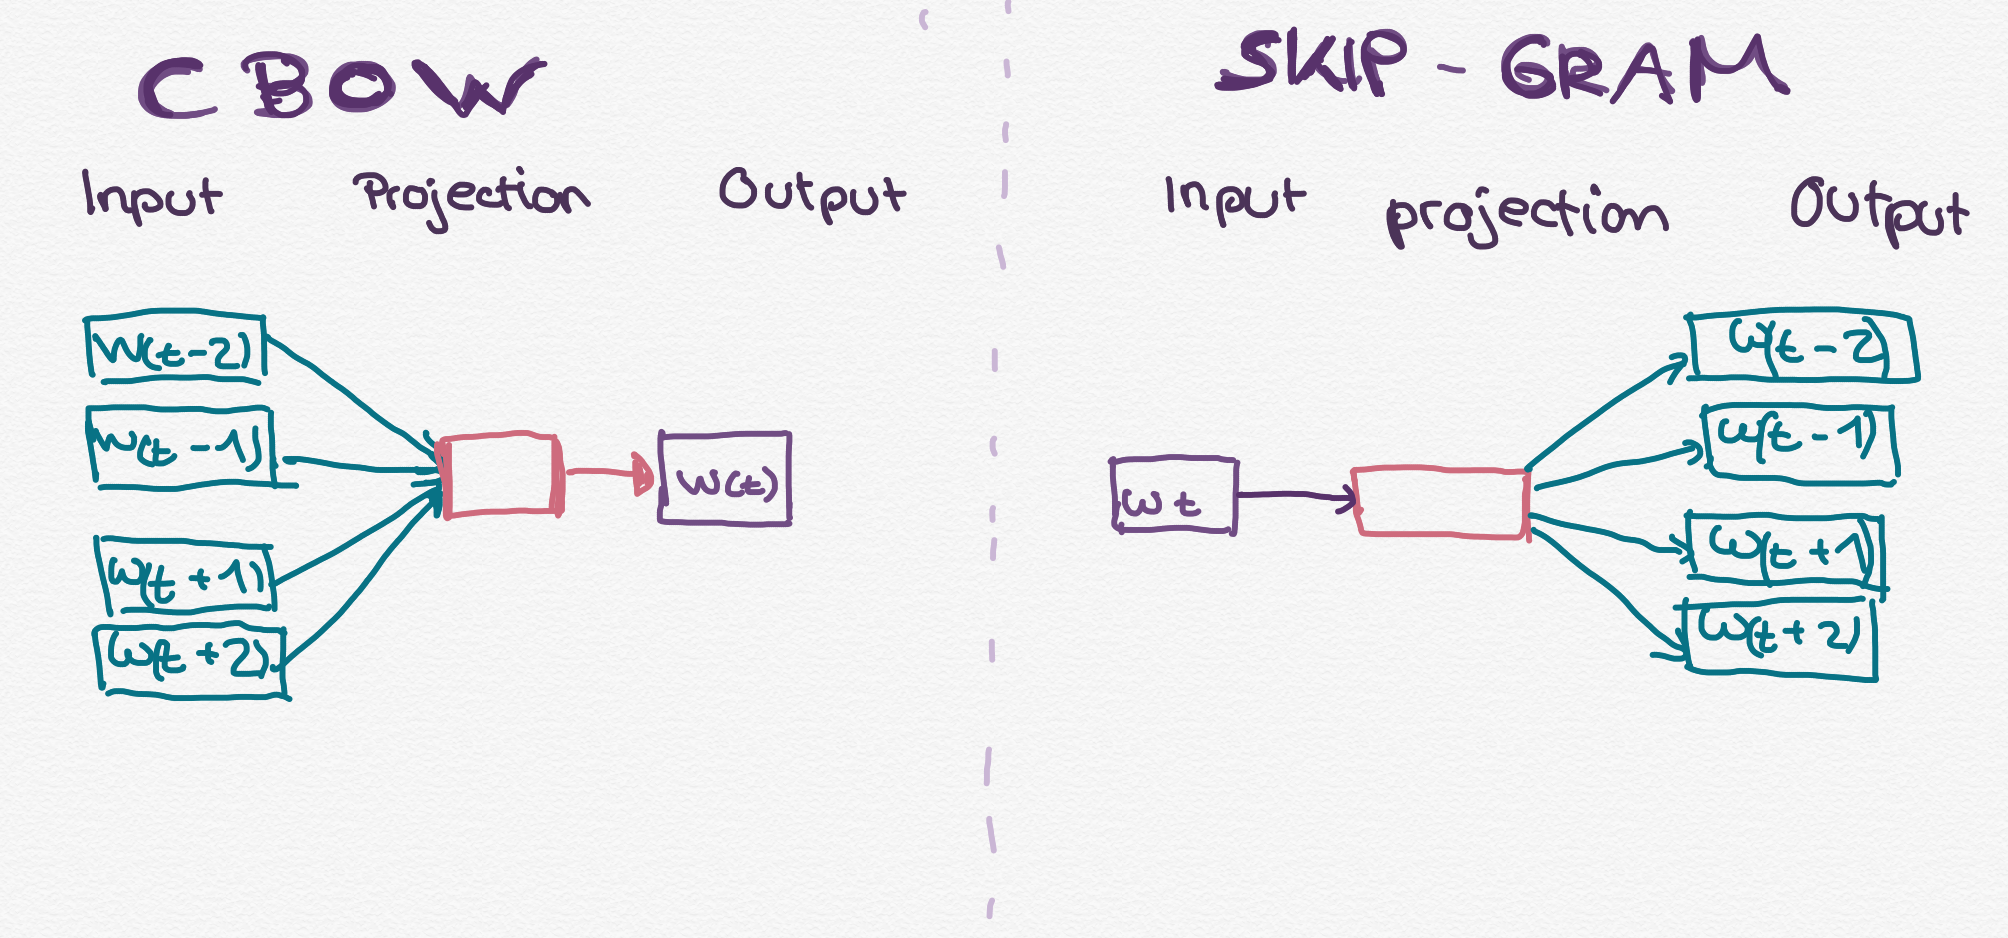 CBOW
Input Projection Output
W(t-2)
W(t-1)
w(t+1)
w(t+2)
W(t)
SKIP-GRAM
Input projection Output
w t
w(t-2)
w(t-1)
w(t+1)
w(t+2)